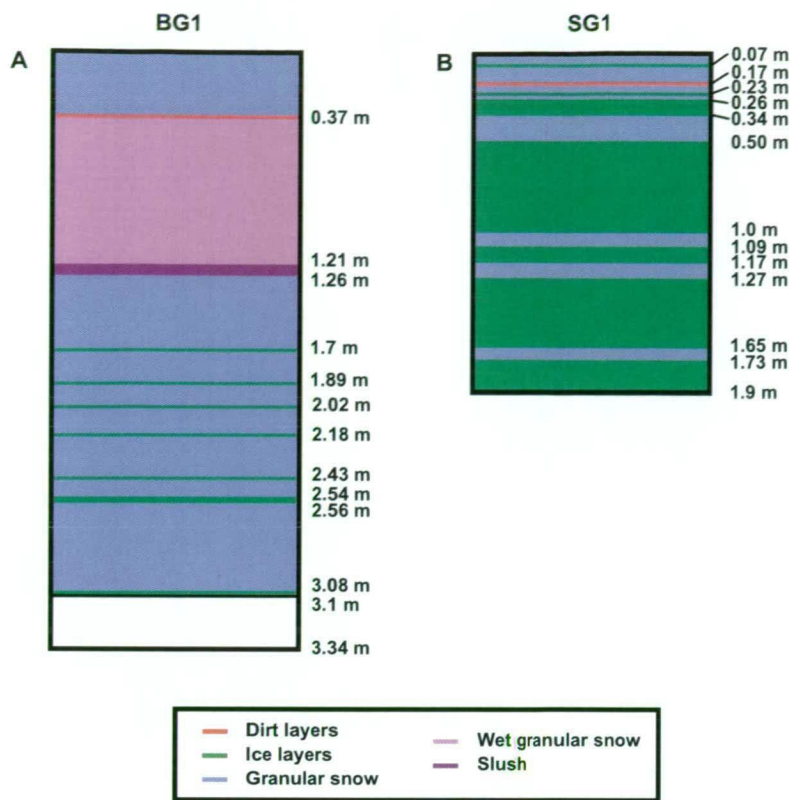 BG1
SG1
A
B
0.37 m
1.21 m
1.26 m
1.7 m
1.89 m
2.02 m
2.18 m
2.43 m
2.54 m
2.56 m
3.08 m
3.1 m
3.34 m
0.07 m
0.17 m
0.23 m
0.26 m
0.34 m
0.50 m
1.0 m
1.09 m
1.17 m
1.27 m
1.65 m
1.73 m
1.9 m
Dirt layers
Ice layers
Granular snow
Wet granular snow
Slush